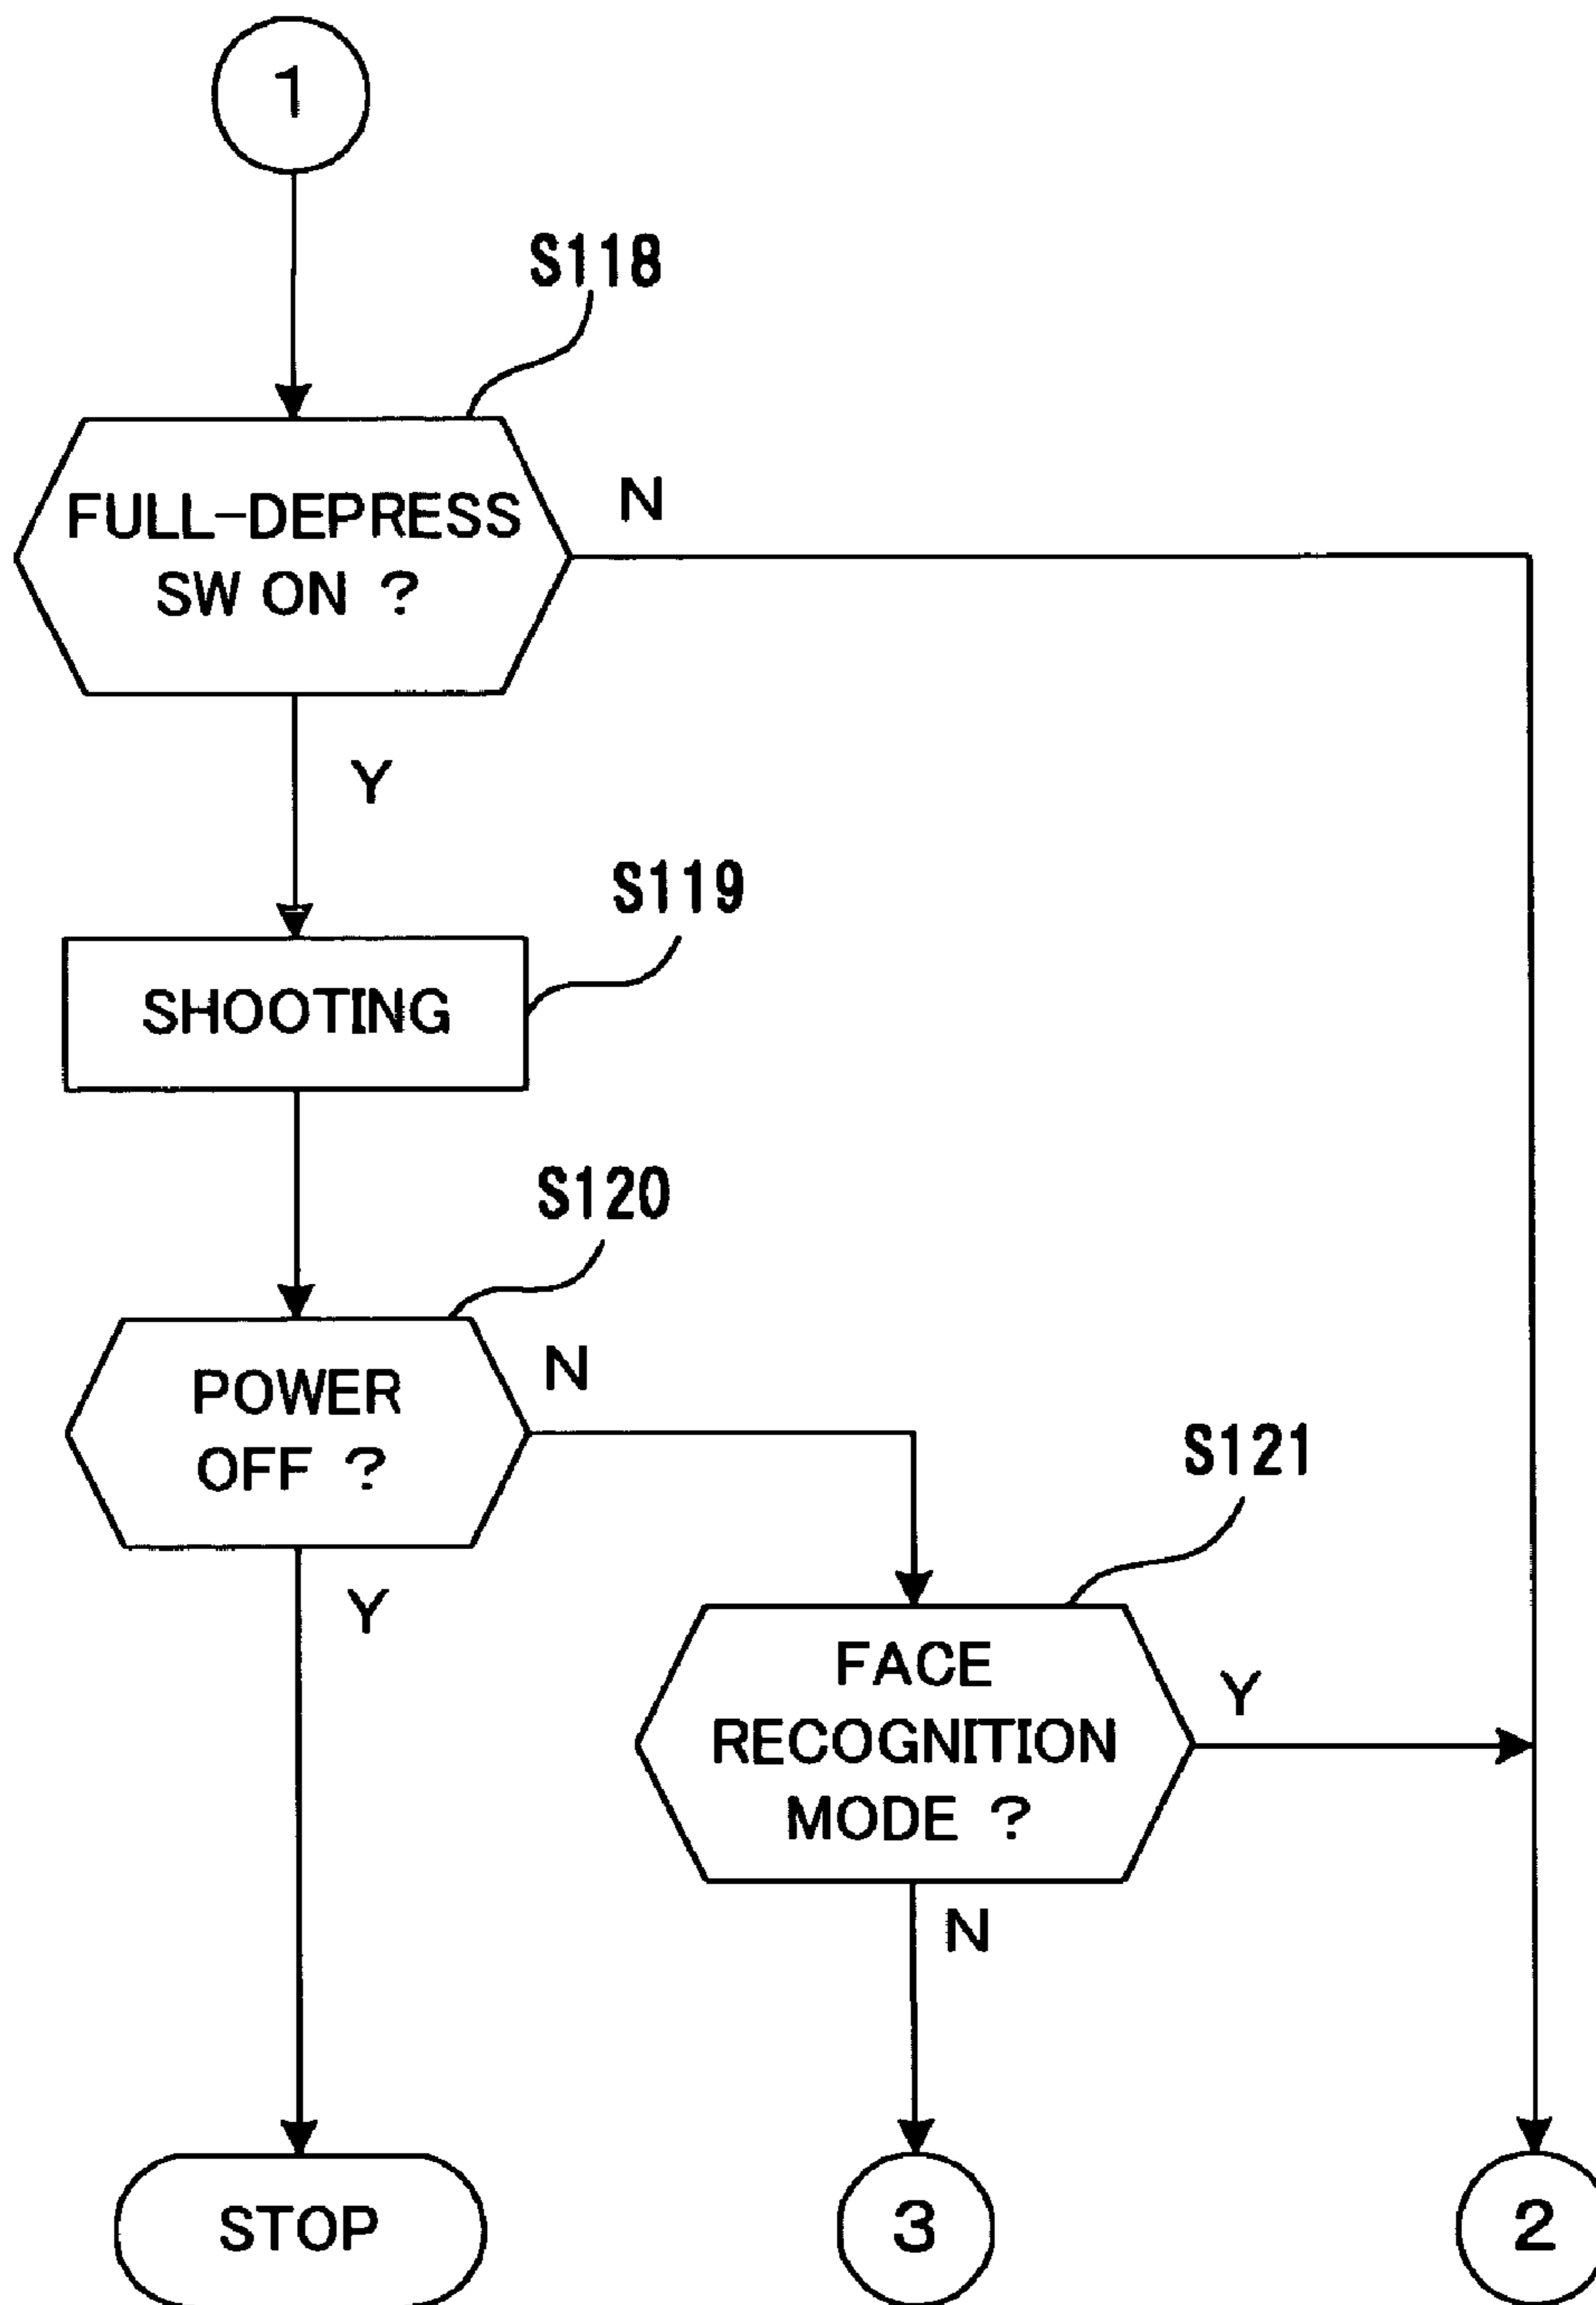 1
S118
FULL-DEPRESS
SW ON ?
N
Y
S119
SHOOTING
S120
POWER
OFF ?
N
Y
S121
FACE
RECOGNITION
MODE ?
Y
N
STOP
3
2